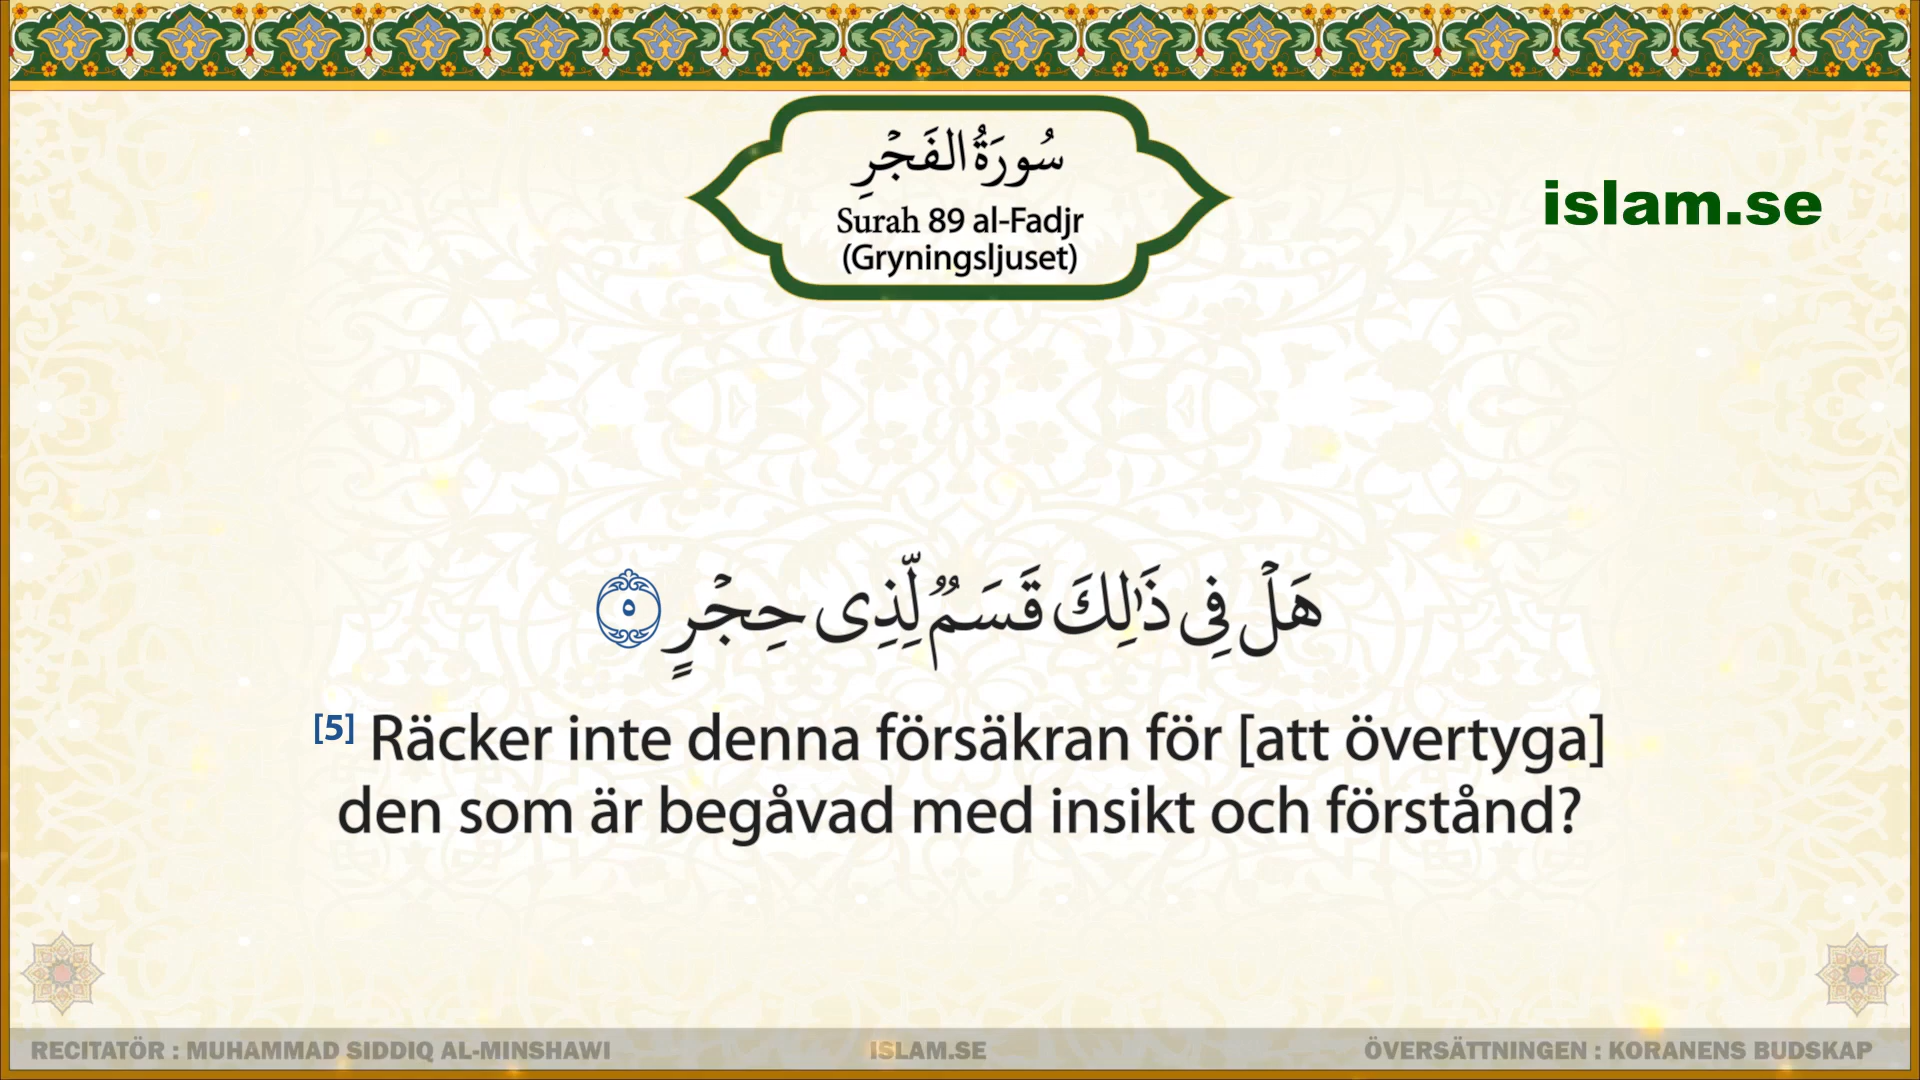 سُورَةُ الفَجْرِ
Surah 89 al-Fadjr
(Gryningsljuset)
islam.se
هَلْ فِى ذَٰلِكَ قَسَمٌ لِّذِى حِجْرٍ ٥
[5] Räcker inte denna försäkran för [att övertyga]
den som är begåvad med insikt och förstånd?
RECITATÖR : MUHAMMAD SIDDIQ AL-MINSHAWI
ISLAM.SE
ÖVERSÄTTNINGEN : KORANENS BUDSKAP